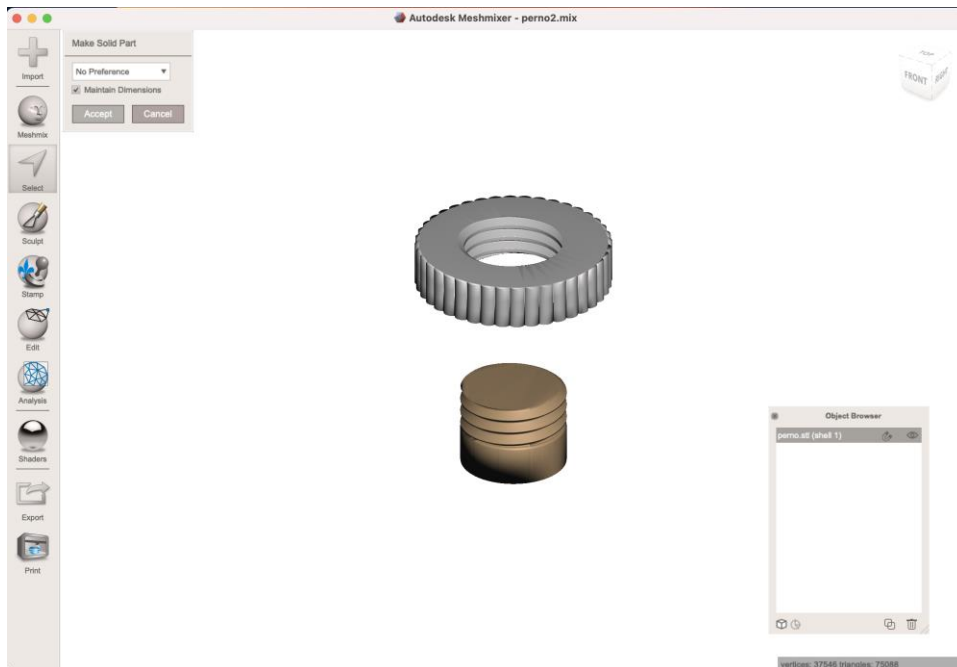 Autodesk Meshmixer - perno2.mix
Import
Meshmix
Select
Sculpt
Stamp
Edit
Analysis
Shaders
Export
Print
Make Solid Part
No Preference
Maintain Dimensions
Accept Cancel
TOP
FRONT RIGHT
Object Browser
perno.stl (shell 1)
vertices: 37546 triangles: 75088